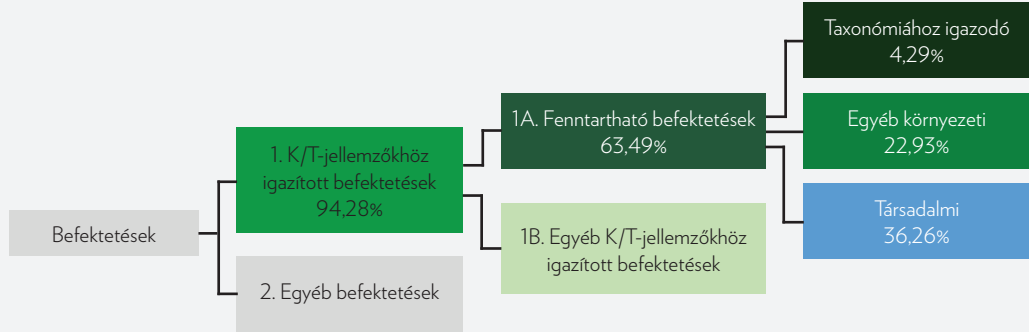 Befektetések
1. K/T-jellemzőkhöz
igazított befektetések
94,28%
2. Egyéb befektetések
1A. Fenntartható befektetések
63,49%
1B. Egyéb K/T-jellemzőkhöz
igazított befektetések
Taxonómiához igazodó
4,29%
Egyéb környezeti
22,93%
Társadalmi
36,26%